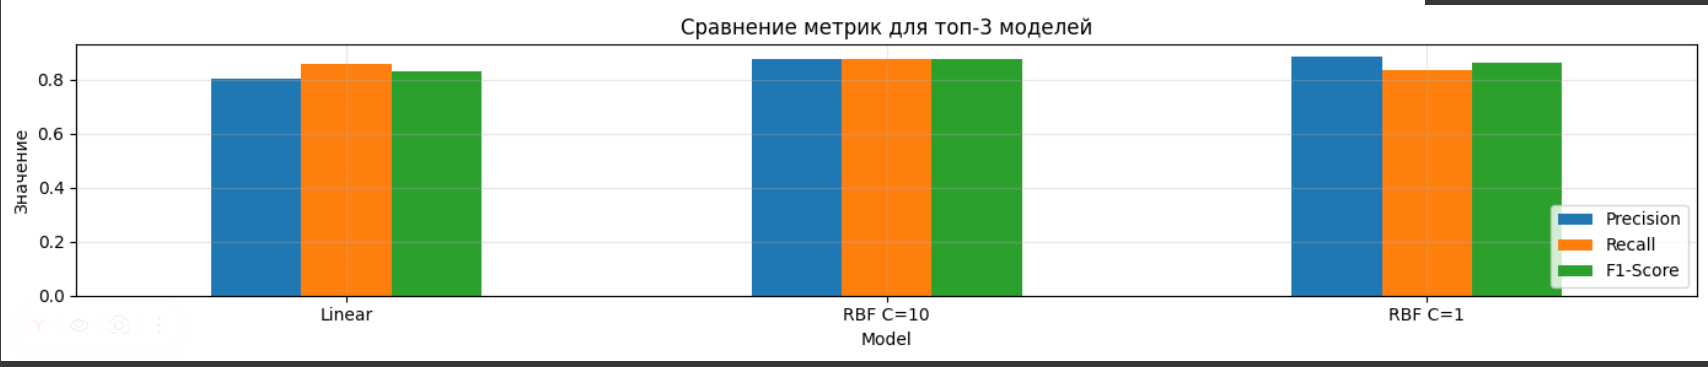 Сравнение метрик для топ-3 моделей
Значение
0.8
0.6
0.4
0.2
0.0
Linear
RBF C=10
RBF C=1
Model
Precision
Recall
F1-Score